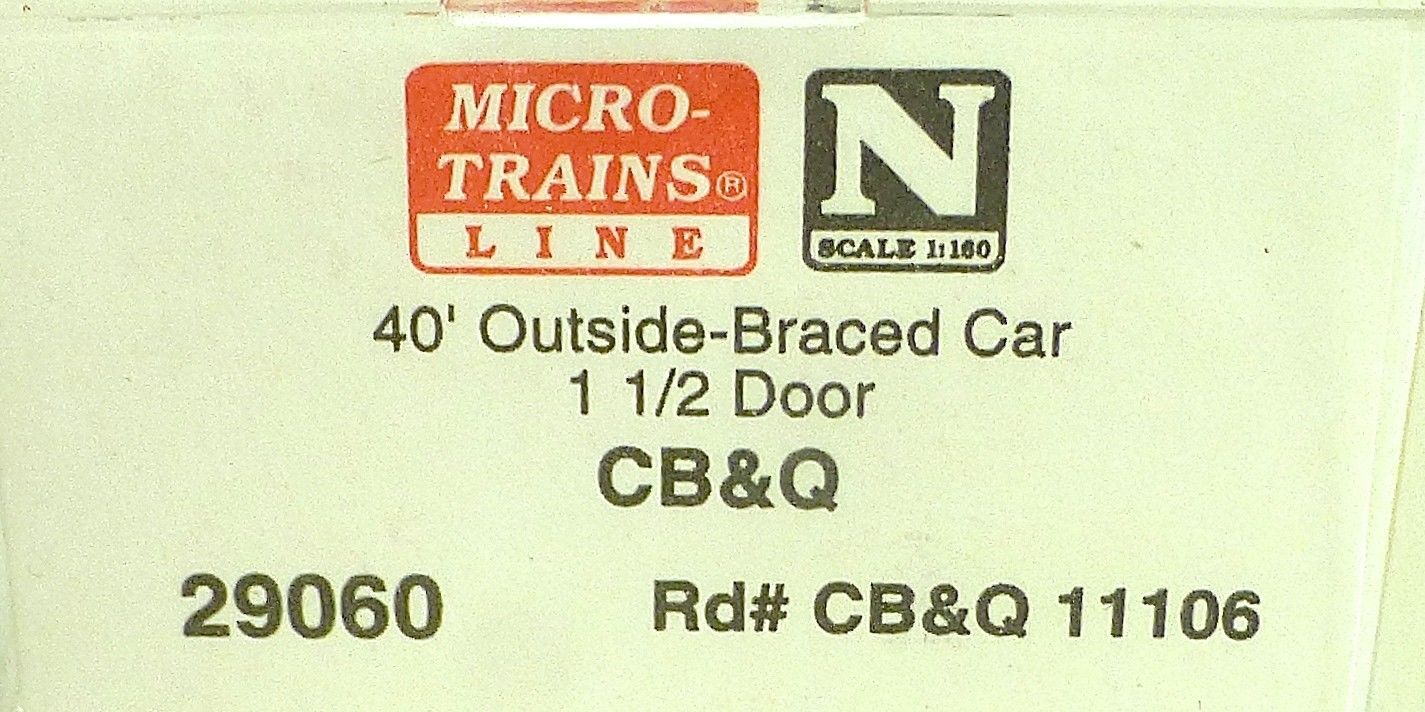 MICRO-
TRAINS®
LINE
N
SCALE 1:160
40' Outside-Braced Car
1 1/2 Door
CB&Q
29060 Rd# CB&Q 11106